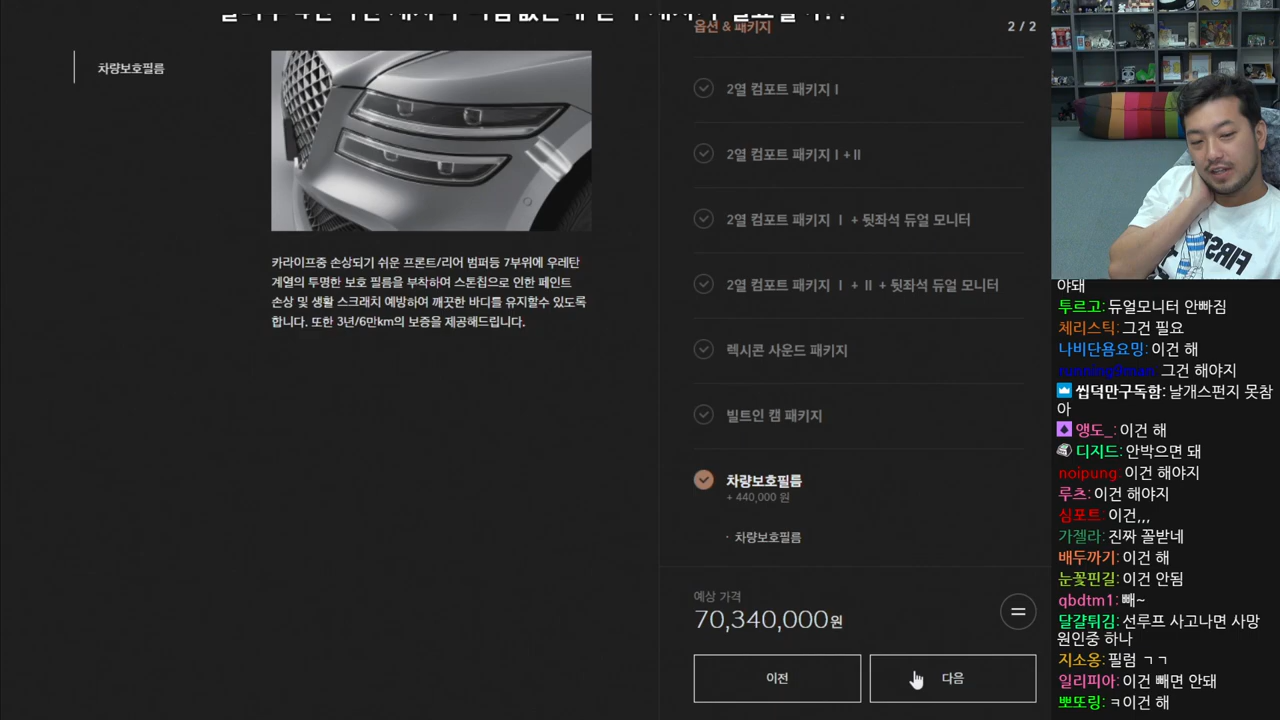 옵션 & 패키지
2 / 2
차량보호필름
카라이프중 손상되기 쉬운 프론트/리어 범퍼등 7부위에 우레탄
계열의 투명한 보호 필름을 부착하여 스톤칩으로 인한 페인트
손상 및 생활 스크래치 예방하여 깨끗한 바디를 유지할수 있도록
합니다. 또한 3년/6만km의 보증을 제공해드립니다.
2열 컴포트 패키지 I
2열 컴포트 패키지 I + II
2열 컴포트 패키지 I + 뒷좌석 듀얼 모니터
2열 컴포트 패키지 I + II + 뒷좌석 듀얼 모니터
렉시콘 사운드 패키지
빌트인 캠 패키지
차량보호필름
+ 440,000 원
· 차량보호필름
예상 가격
70,340,000원
이전
다음
FIRST
야돼
투르고: 듀얼모니터 안빠짐
체리스틱: 그건 필요
나비단욤요밍: 이건 해
running9man: 그건 해야지
씹덕만구독함: 날개스펀지 못참
아
앵도_: 이건 해
디지드: 안박으면 돼
noipung: 이건 해야지
루츠: 이건 해야지
심포트: 이건,,,
가젤라: 진짜 꼴받네
배두까기: 이건 해
눈꽃핀길: 이건 안됨
qbdtm1: 빼~
달걀튀김: 선루프 사고나면 사망
원인중 하나
지소옹: 필럼 ㄱㄱ
일리피아: 이건 빼면 안돼
뽀또링: ㅋ이건 해